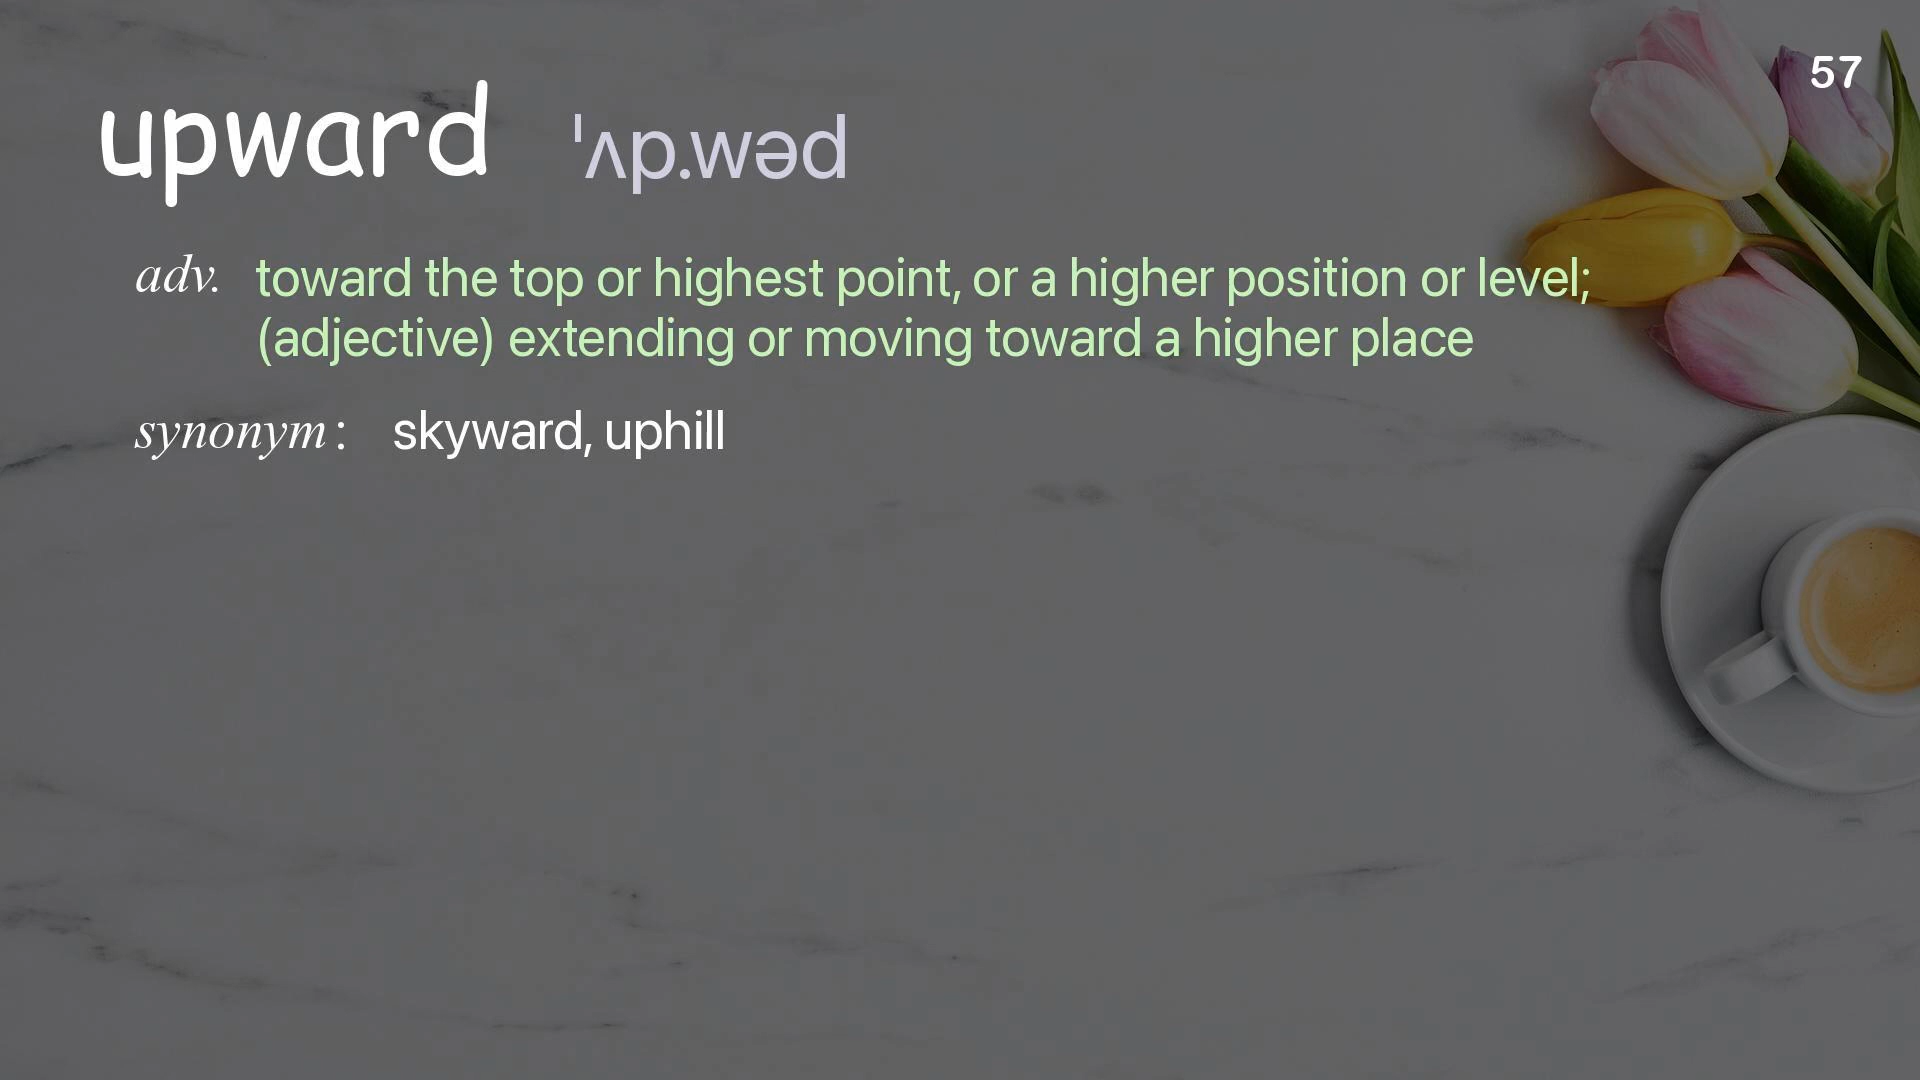 57
upward ˈʌp.wəd
adv. toward the top or highest point, or a higher position or level;
(adjective) extending or moving toward a higher place
synonym: skyward, uphill